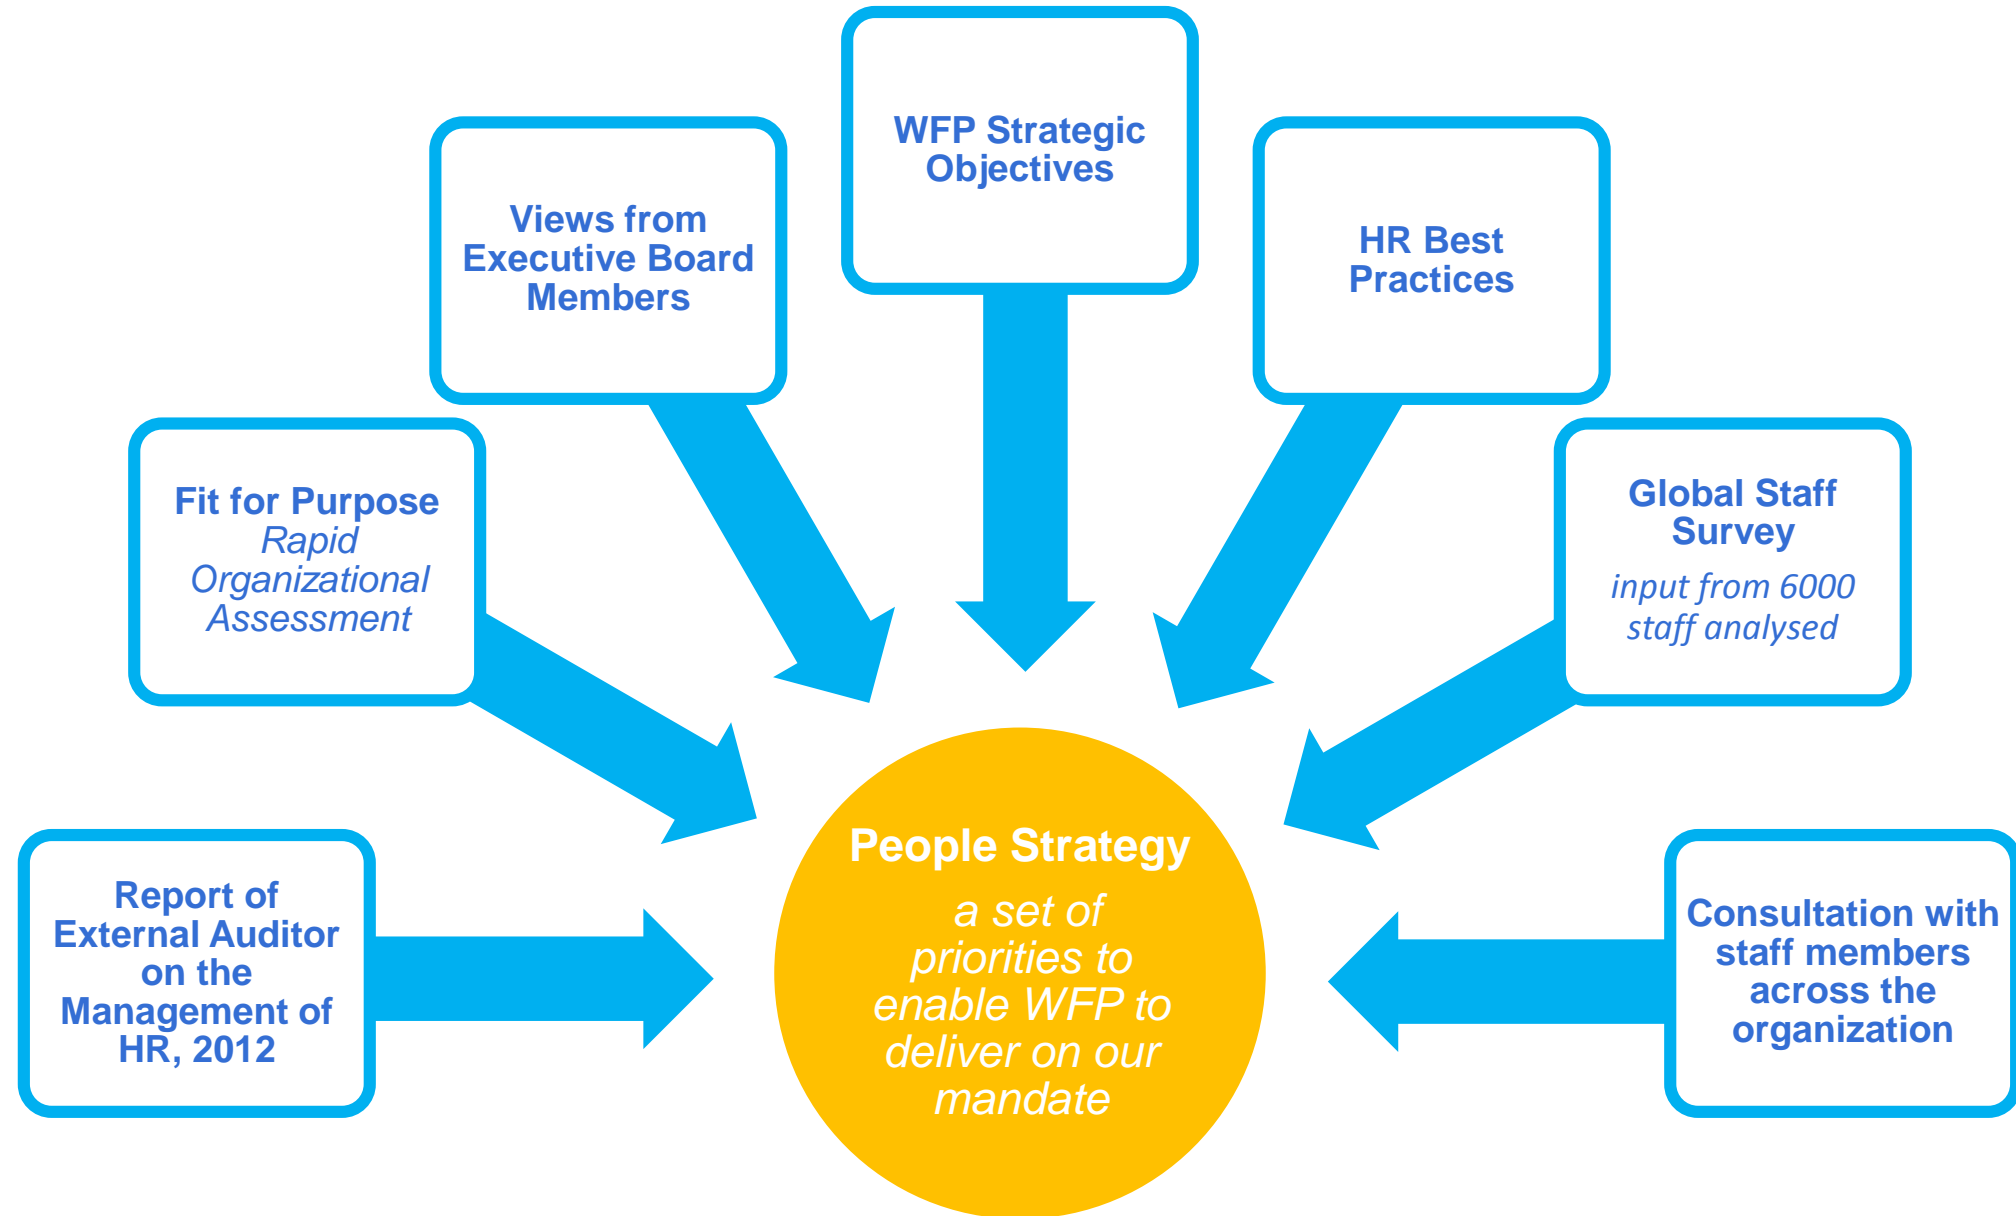 WFP Strategic
Objectives
Views from
Executive Board
Members
HR Best
Practices
Fit for Purpose
Rapid
Organizational
Assessment
Global Staff
Survey
input from 6000
staff analysed
Report of
External Auditor
on the
Management of
HR, 2012
People Strategy
a set of
priorities to
enable WFP to
deliver on our
mandate
Consultation with
staff members
across the
organization